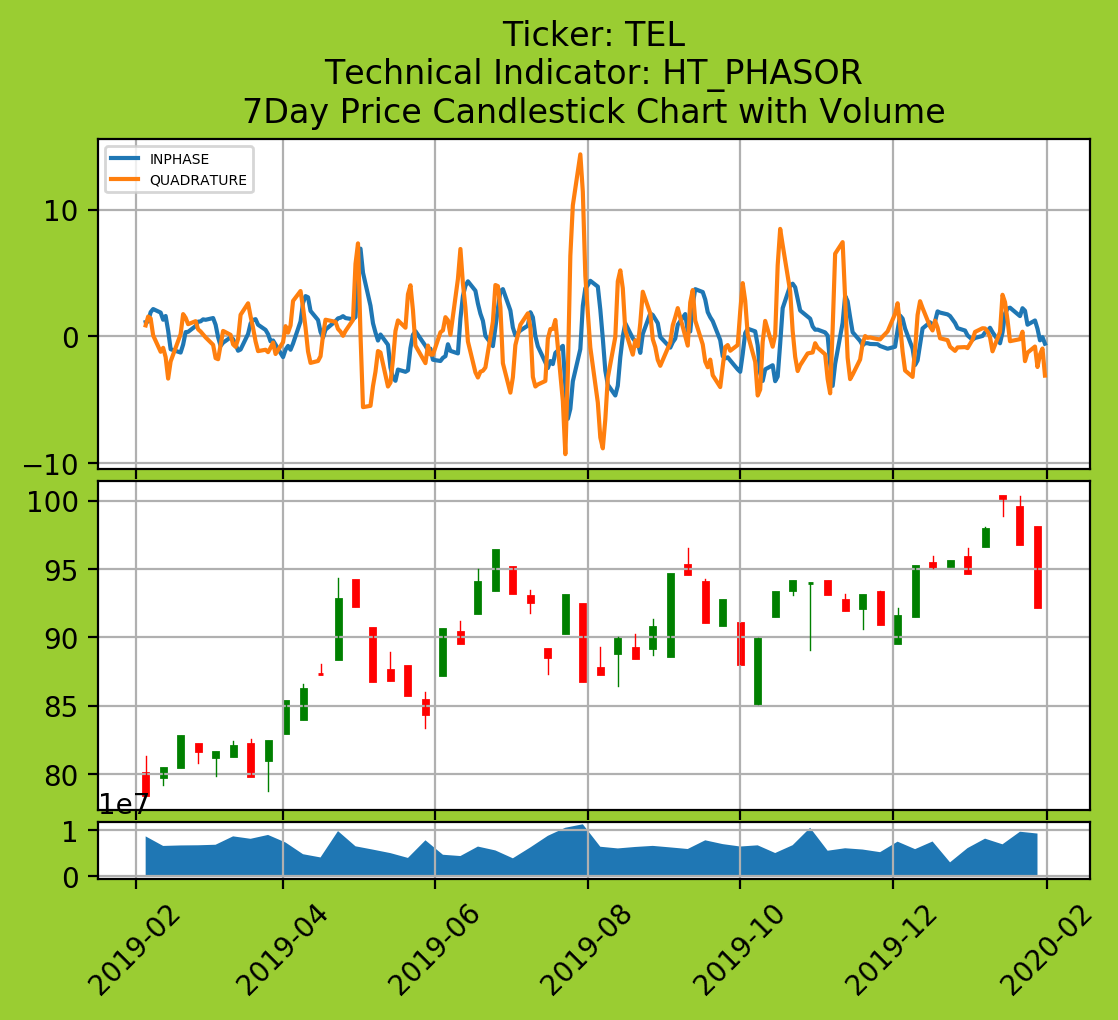 Ticker: TEL
Technical Indicator: HT_PHASOR
7Day Price Candlestick Chart with Volume
INPHASE
QUADRATURE
10
0
−10
100
95
90
85
80
1e7
1
0
2019-02
2019-04
2019-06
2019-08
2019-10
2019-12
2020-02